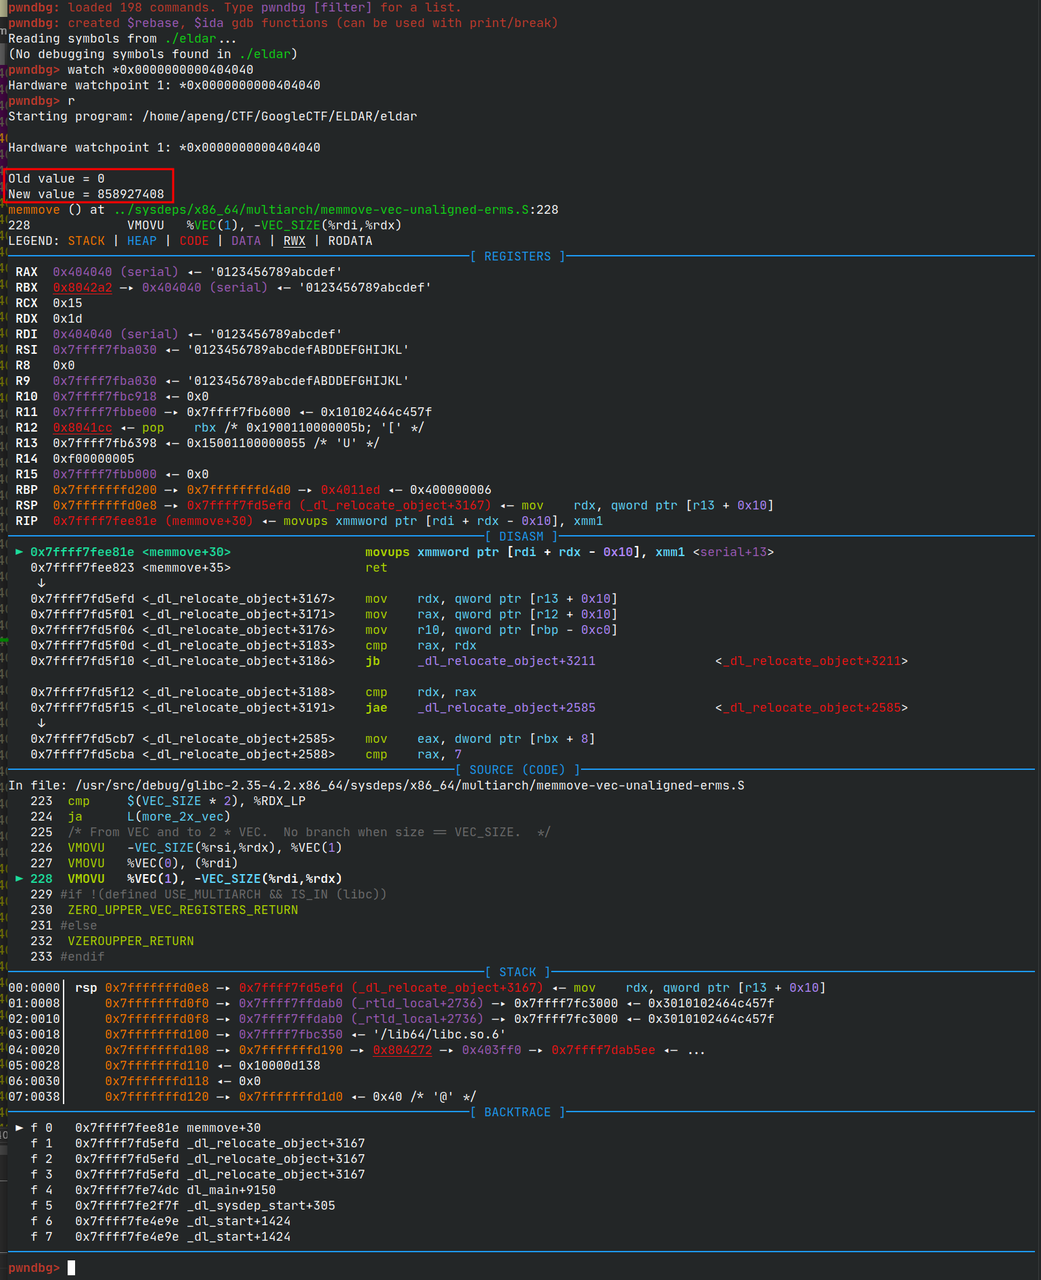 pwndbg: loaded 198 commands. Type pwndbg [filter] for a list.
pwndbg: created $rebase, $ida gdb functions (can be used with print/break)
Reading symbols from ./eldar...
(No debugging symbols found in ./eldar)
pwndbg> watch *0x0000000000404040
Hardware watchpoint 1: *0x0000000000404040
pwndbg> r
Starting program: /home/apeng/CTF/GoogleCTF/ELDAR/eldar
Hardware watchpoint 1: *0x0000000000404040
Old value = 0
New value = 858927408
memmove () at ../sysdeps/x86_64/multiarch/memmove-vec-unaligned-erms.S:228
228 VMOVU %VEC(1), -VEC_SIZE(%rdi,%rdx)
LEGEND: STACK | HEAP | CODE | DATA | RWX | RODATA
[ REGISTERS ]
RAX 0x404040 (serial) ◂— '0123456789abcdef'
RBX 0x8042a2 —▸ 0x404040 (serial) ◂— '0123456789abcdef'
RCX 0x15
RDX 0x1d
RDI 0x404040 (serial) ◂— '0123456789abcdef'
RSI 0x7ffff7fba030 ◂— '0123456789abcdefABDDEFGHIJKL'
R8 0x0
R9 0x7ffff7fba030 ◂— '0123456789abcdefABDDEFGHIJKL'
R10 0x7ffff7fbc918 ◂— 0x0
R11 0x7ffff7fbbe00 —▸ 0x7ffff7fb6000 ◂— 0x10102464c457f
R12 0x8041cc ◂— pop rbx /* 0x1900110000005b; '[' */
R13 0x7ffff7fb6398 ◂— 0x15001100000055 /* 'U' */
R14 0xf00000005
R15 0x7ffff7fbb000 ◂— 0x0
RBP 0x7fffffffd200 —▸ 0x7fffffffd4d0 —▸ 0x4011ed ◂— 0x400000006
RSP 0x7fffffffd0e8 —▸ 0x7ffff7fd5efd (_dl_relocate_object+3167) ◂— mov rdx, qword ptr [r13 + 0x10]
RIP 0x7ffff7fee81e (memmove+30) ◂— movups xmmword ptr [rdi + rdx - 0x10], xmm1
[ DISASM ]
► 0x7ffff7fee81e <memmove+30> movups xmmword ptr [rdi + rdx - 0x10], xmm1 <serial+13>
0x7ffff7fee823 <memmove+35> ret
↓
0x7ffff7fd5efd <_dl_relocate_object+3167> mov rdx, qword ptr [r13 + 0x10]
0x7ffff7fd5f01 <_dl_relocate_object+3171> mov rax, qword ptr [r12 + 0x10]
0x7ffff7fd5f06 <_dl_relocate_object+3176> mov r10, qword ptr [rbp - 0xc0]
0x7ffff7fd5f0d <_dl_relocate_object+3183> cmp rax, rdx
0x7ffff7fd5f10 <_dl_relocate_object+3186> jb _dl_relocate_object+3211 <_dl_relocate_object+3211>
0x7ffff7fd5f12 <_dl_relocate_object+3188> cmp rdx, rax
0x7ffff7fd5f15 <_dl_relocate_object+3191> jae _dl_relocate_object+2585 <_dl_relocate_object+2585>
↓
0x7ffff7fd5cb7 <_dl_relocate_object+2585> mov eax, dword ptr [rbx + 8]
0x7ffff7fd5cba <_dl_relocate_object+2588> cmp rax, 7
[ SOURCE (CODE) ]
In file: /usr/src/debug/glibc-2.35-4.2.x86_64/sysdeps/x86_64/multiarch/memmove-vec-unaligned-erms.S
223 cmp $(VEC_SIZE * 2), %RDX_LP
224 ja L(more_2x_vec)
225 /* From VEC and to 2 * VEC. No branch when size == VEC_SIZE. */
226 VMOVU -VEC_SIZE(%rsi,%rdx), %VEC(1)
227 VMOVU %VEC(0), (%rdi)
► 228 VMOVU %VEC(1), -VEC_SIZE(%rdi,%rdx)
229 #if !(defined USE_MULTIARCH && IS_IN (libc))
230 ZERO_UPPER_VEC_REGISTERS_RETURN
231 #else
232 VZEROUPPER_RETURN
233 #endif
[ STACK ]
00:0000│ rsp 0x7fffffffd0e8 —▸ 0x7ffff7fd5efd (_dl_relocate_object+3167) ◂— mov rdx, qword ptr [r13 + 0x10]
01:0008│ 0x7fffffffd0f0 —▸ 0x7ffff7ffdab0 (_rtld_local+2736) —▸ 0x7ffff7fc3000 ◂— 0x3010102464c457f
02:0010│ 0x7fffffffd0f8 —▸ 0x7ffff7ffdab0 (_rtld_local+2736) —▸ 0x7ffff7fc3000 ◂— 0x3010102464c457f
03:0018│ 0x7fffffffd100 —▸ 0x7ffff7fbc350 ◂— '/lib64/libc.so.6'
04:0020│ 0x7fffffffd108 —▸ 0x7fffffffd190 —▸ 0x804272 —▸ 0x403ff0 —▸ 0x7ffff7dab5ee ◂— ...
05:0028│ 0x7fffffffd110 ◂— 0x10000d138
06:0030│ 0x7fffffffd118 ◂— 0x0
07:0038│ 0x7fffffffd120 —▸ 0x7fffffffd1d0 ◂— 0x40 /* '@' */
[ BACKTRACE ]
► f 0 0x7ffff7fee81e memmove+30
f 1 0x7ffff7fd5efd _dl_relocate_object+3167
f 2 0x7ffff7fd5efd _dl_relocate_object+3167
f 3 0x7ffff7fd5efd _dl_relocate_object+3167
f 4 0x7ffff7fe74dc dl_main+9150
f 5 0x7ffff7fe2f7f _dl_sysdep_start+305
f 6 0x7ffff7fe4e9e _dl_start+1424
f 7 0x7ffff7fe4e9e _dl_start+1424
pwndbg>